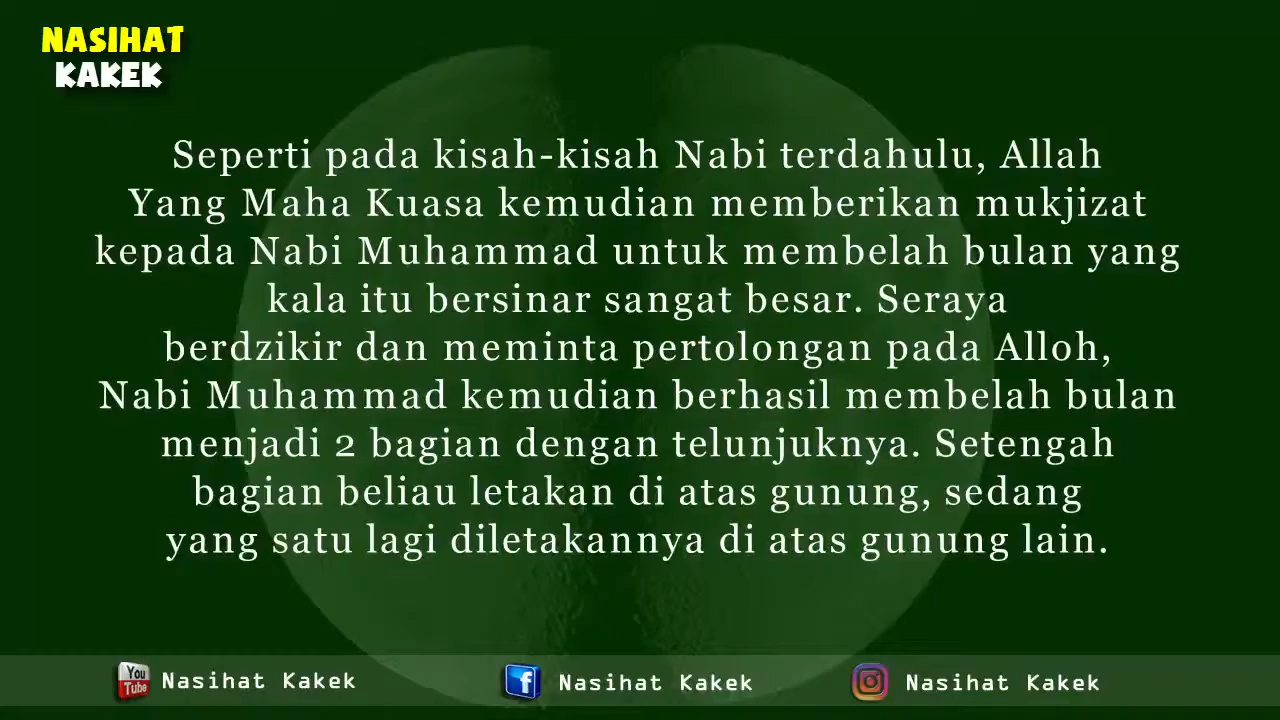 NASIHAT
KAKEK
Seperti pada kisah-kisah Nabi terdahulu, Allah
Yang Maha Kuasa kemudian memberikan mukjizat
kepada Nabi Muhammad untuk membelah bulan yang
kala itu bersinar sangat besar. Seraya
berdzikir dan meminta pertolongan pada Alloh,
Nabi Muhammad kemudian berhasil membelah bulan
menjadi 2 bagian dengan telunjuknya. Setengah
bagian beliau letakan di atas gunung, sedang
yang satu lagi diletakannya di atas gunung lain.
You
Tube
Nasihat Kakek
Nasihat Kakek
Nasihat Kakek